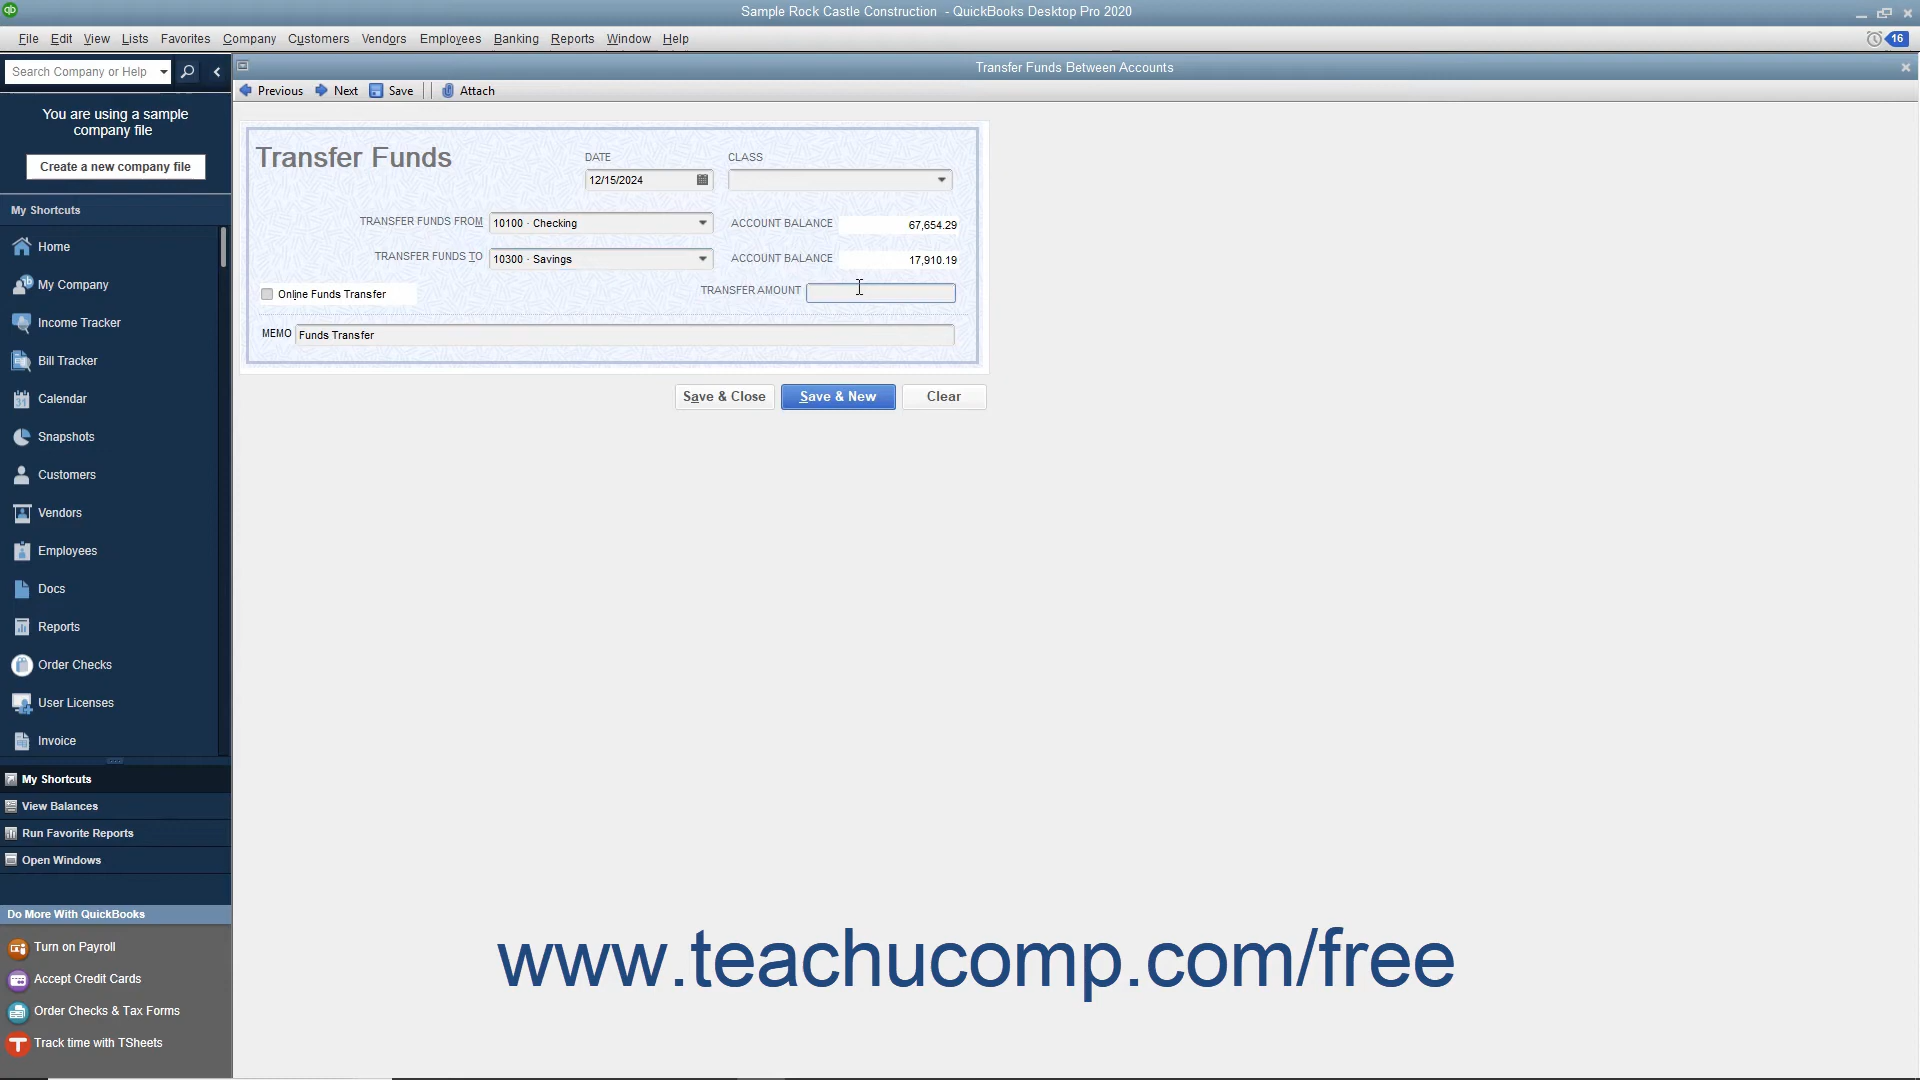 Sample Rock Castle Construction - QuickBooks Desktop Pro 2020
File Edit View Lists Favorites Company Customers Vendors Employees Banking Reports Window Help
16
Search Company or Help
Transfer Funds Between Accounts
Previous Next Save Attach
You are using a sample
company file
Create a new company file
My Shortcuts
Home
My Company
Income Tracker
Bill Tracker
Calendar
Snapshots
Customers
Vendors
Employees
Docs
Reports
Order Checks
User Licenses
Invoice
My Shortcuts
View Balances
Run Favorite Reports
Open Windows
Do More With QuickBooks
Turn on Payroll
Accept Credit Cards
Order Checks & Tax Forms
Track time with TSheets
Transfer Funds
DATE CLASS
12/15/2024
TRANSFER FUNDS FROM 10100 · Checking ACCOUNT BALANCE 67,654.29
TRANSFER FUNDS TO 10300 · Savings ACCOUNT BALANCE 17,910.19
Online Funds Transfer TRANSFER AMOUNT
MEMO Funds Transfer
Save & Close Save & New Clear
www.teachucomp.com/free